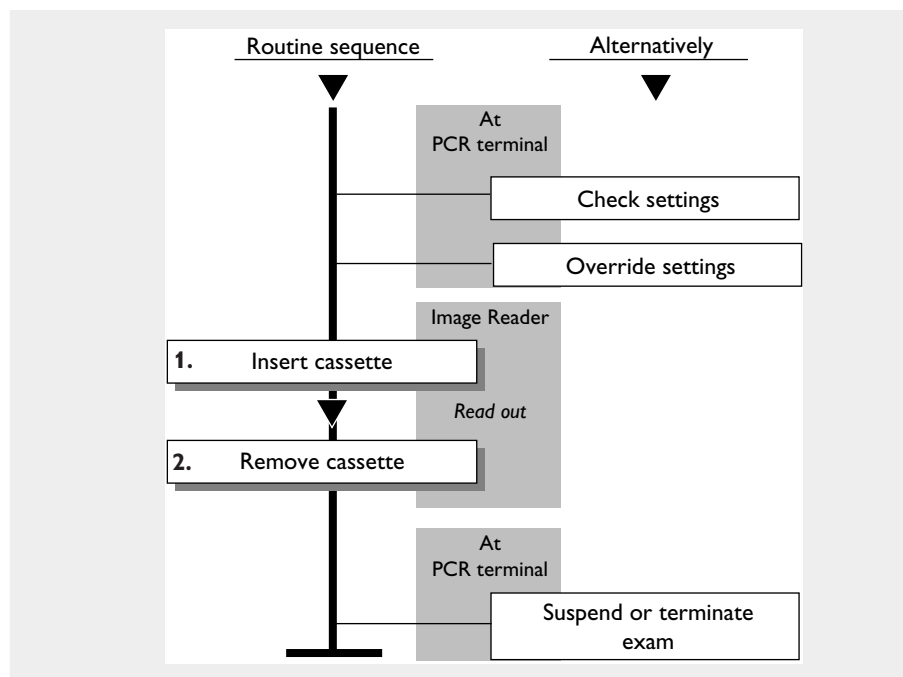 Routine sequence
Alternatively
At
PCR terminal
Check settings
Override settings
Image Reader
1. Insert cassette
Read out
2. Remove cassette
At
PCR terminal
Suspend or terminate
exam